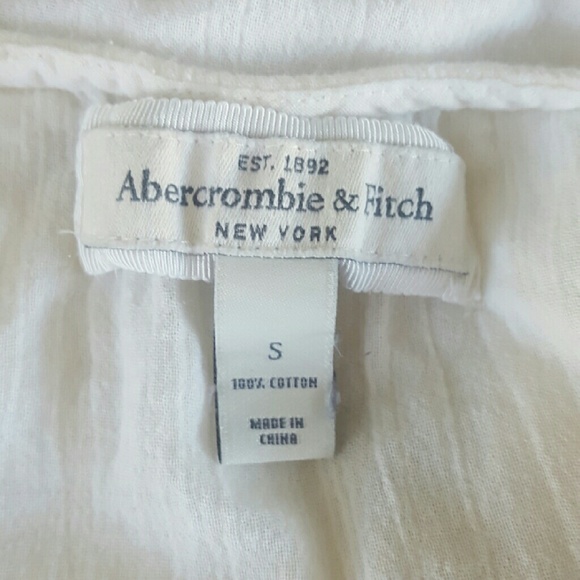 EST. 1892
Abercrombie & Fitch
NEW YORK
S
100% COTTON
MADE IN
CHINA